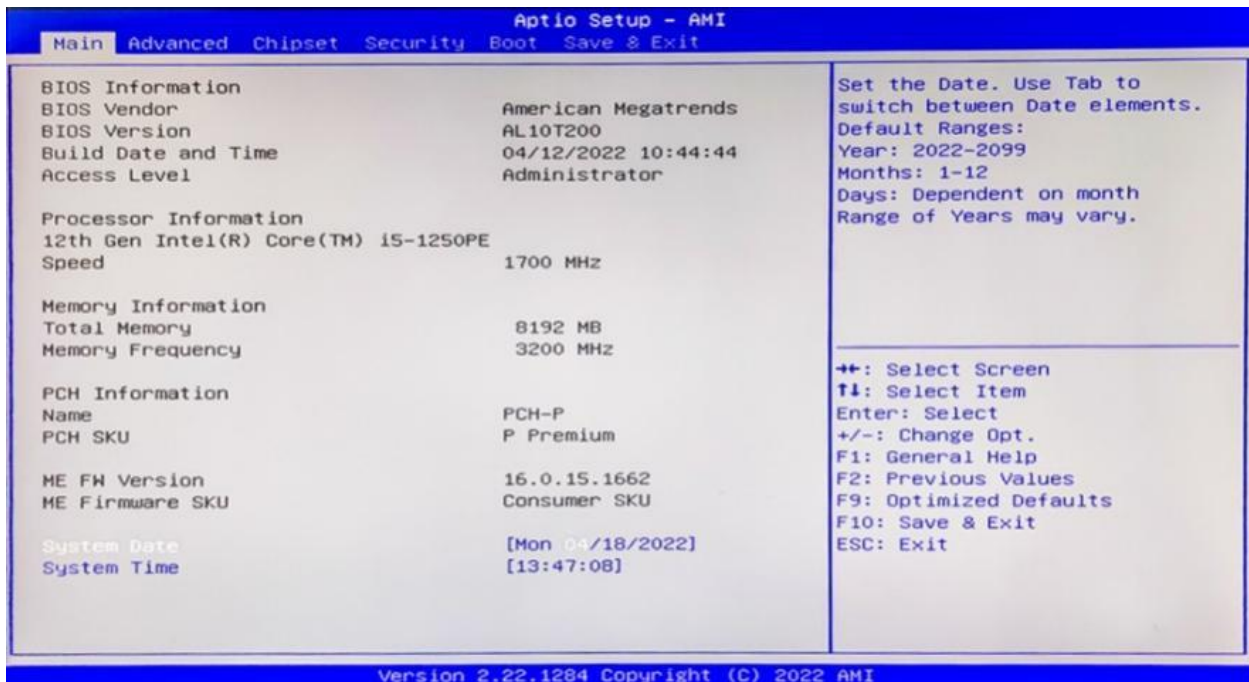 Aptio Setup - AMI
Main Advanced Chipset Security Boot Save & Exit
BIOS Information
BIOS Vendor American Megatrends
BIOS Version AL10T200
Build Date and Time 04/12/2022 10:44:44
Access Level Administrator
Processor Information
12th Gen Intel(R) Core(TM) i5-1250PE
Speed 1700 MHz
Memory Information
Total Memory 8192 MB
Memory Frequency 3200 MHz
PCH Information
Name PCH-P
PCH SKU P Premium
ME FW Version 16.0.15.1662
ME Firmware SKU Consumer SKU
System Date [Mon 04/18/2022]
System Time [13:47:08]
Set the Date. Use Tab to
switch between Date elements.
Default Ranges:
Year: 2022-2099
Months: 1-12
Days: Dependent on month
Range of Years may vary.
→←: Select Screen
↑↓: Select Item
Enter: Select
+/-: Change Opt.
F1: General Help
F2: Previous Values
F9: Optimized Defaults
F10: Save & Exit
ESC: Exit
Version 2.22.1284 Copyright (C) 2022 AMI